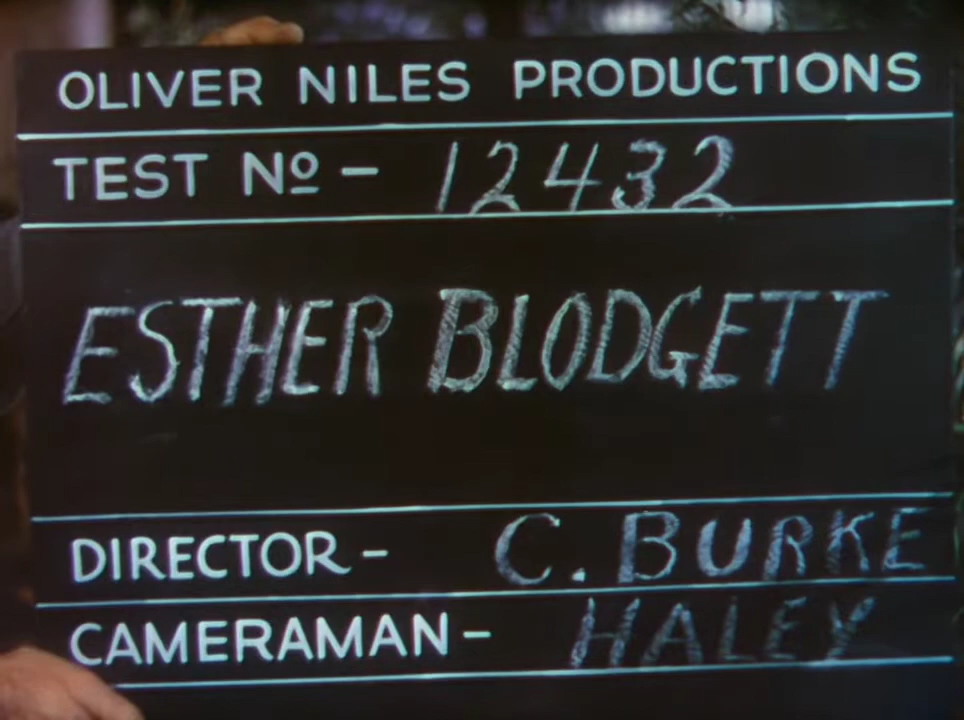 OLIVER NILES PRODUCTIONS
TEST Nº - 12432
ESTHER BLODGETT
DIRECTOR - C. BURKE
CAMERAMAN - HALEY